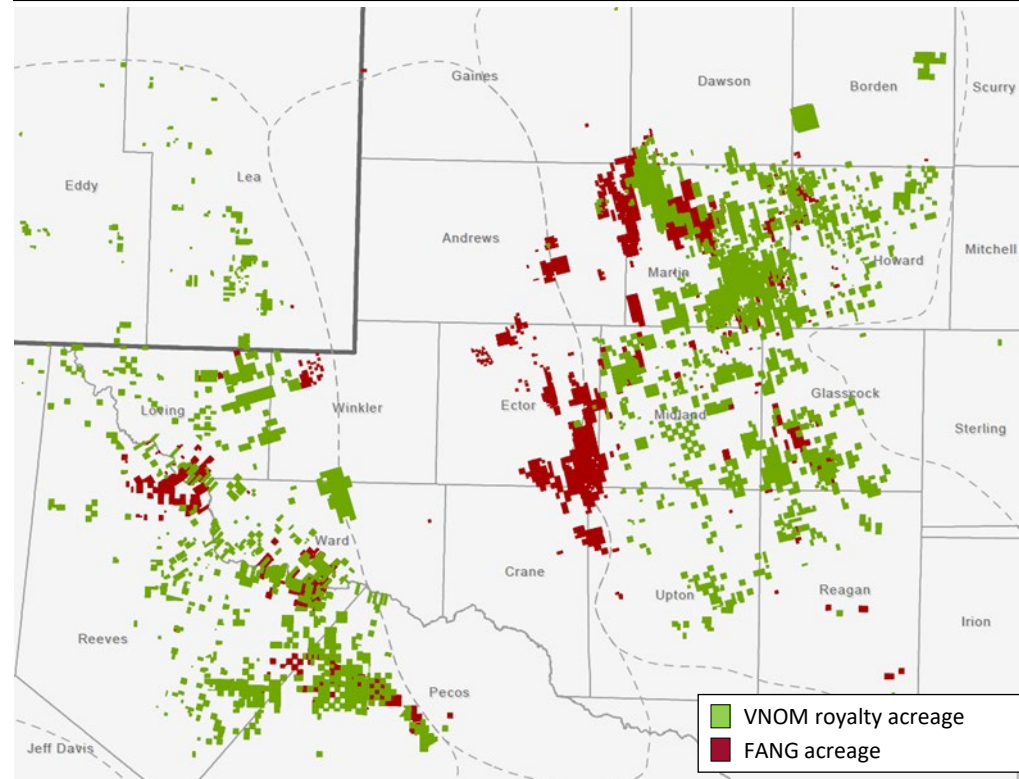 Gaines
Dawson
Borden
Scurry
Eddy
Lea
Andrews
Martin
Howard
Mitchell
Loving
Winkler
Ector
Midland
Glasscock
Sterling
Ward
Crane
Upton
Reagan
Irion
Reeves
Pecos
Jeff Davis
VNOM royalty acreage
FANG acreage